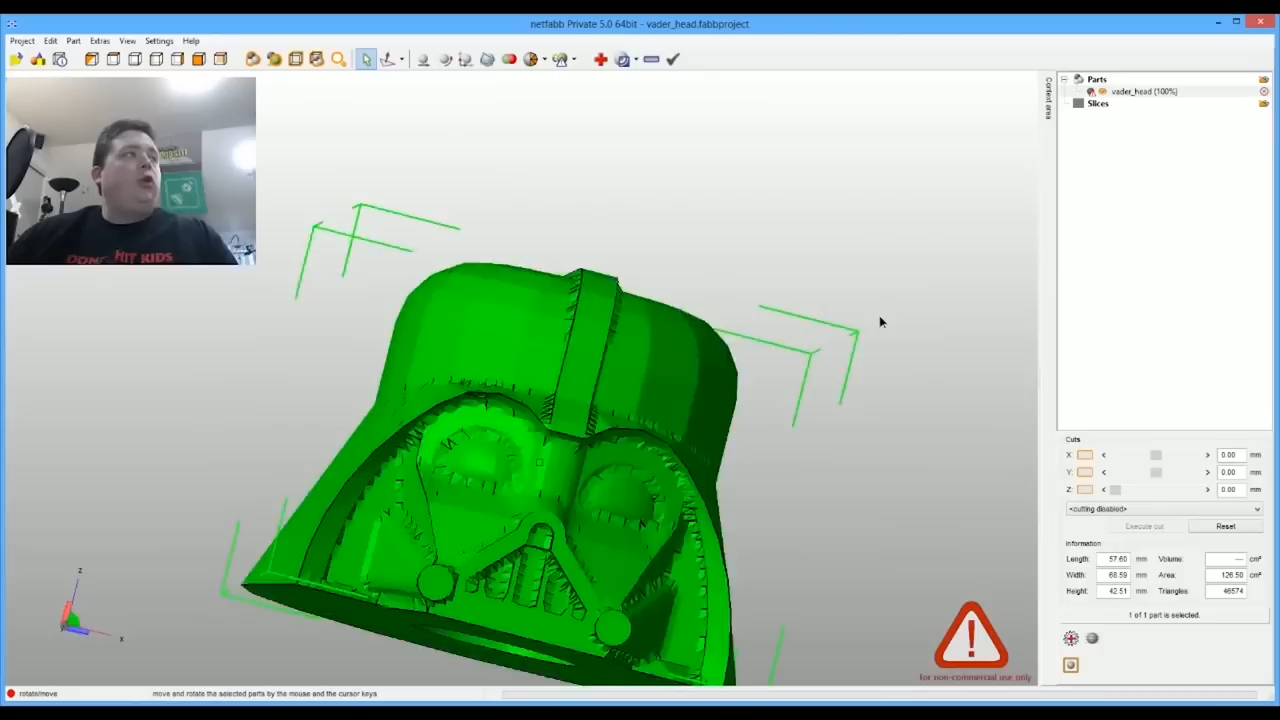 netfabb Private 5.0 64bit - vader_head.fabbproject
Project Edit Part Extras View Settings Help
Parts
vader_head (100%)
Slices
Context area
HIT KIDS
Cuts
X: < > 0.00 mm
Y: < > 0.00 mm
Z: < > 0.00 mm
<cutting disabled>
Execute cut Reset
Information
Length: 57.60 mm Volume: --- cm³
Width: 68.59 mm Area: 126.50 cm²
Height: 42.51 mm Triangles: 46574
1 of 1 part is selected.
z
x
!
for non-commercial use only
rotate/move move and rotate the selected parts by the mouse and the cursor keys